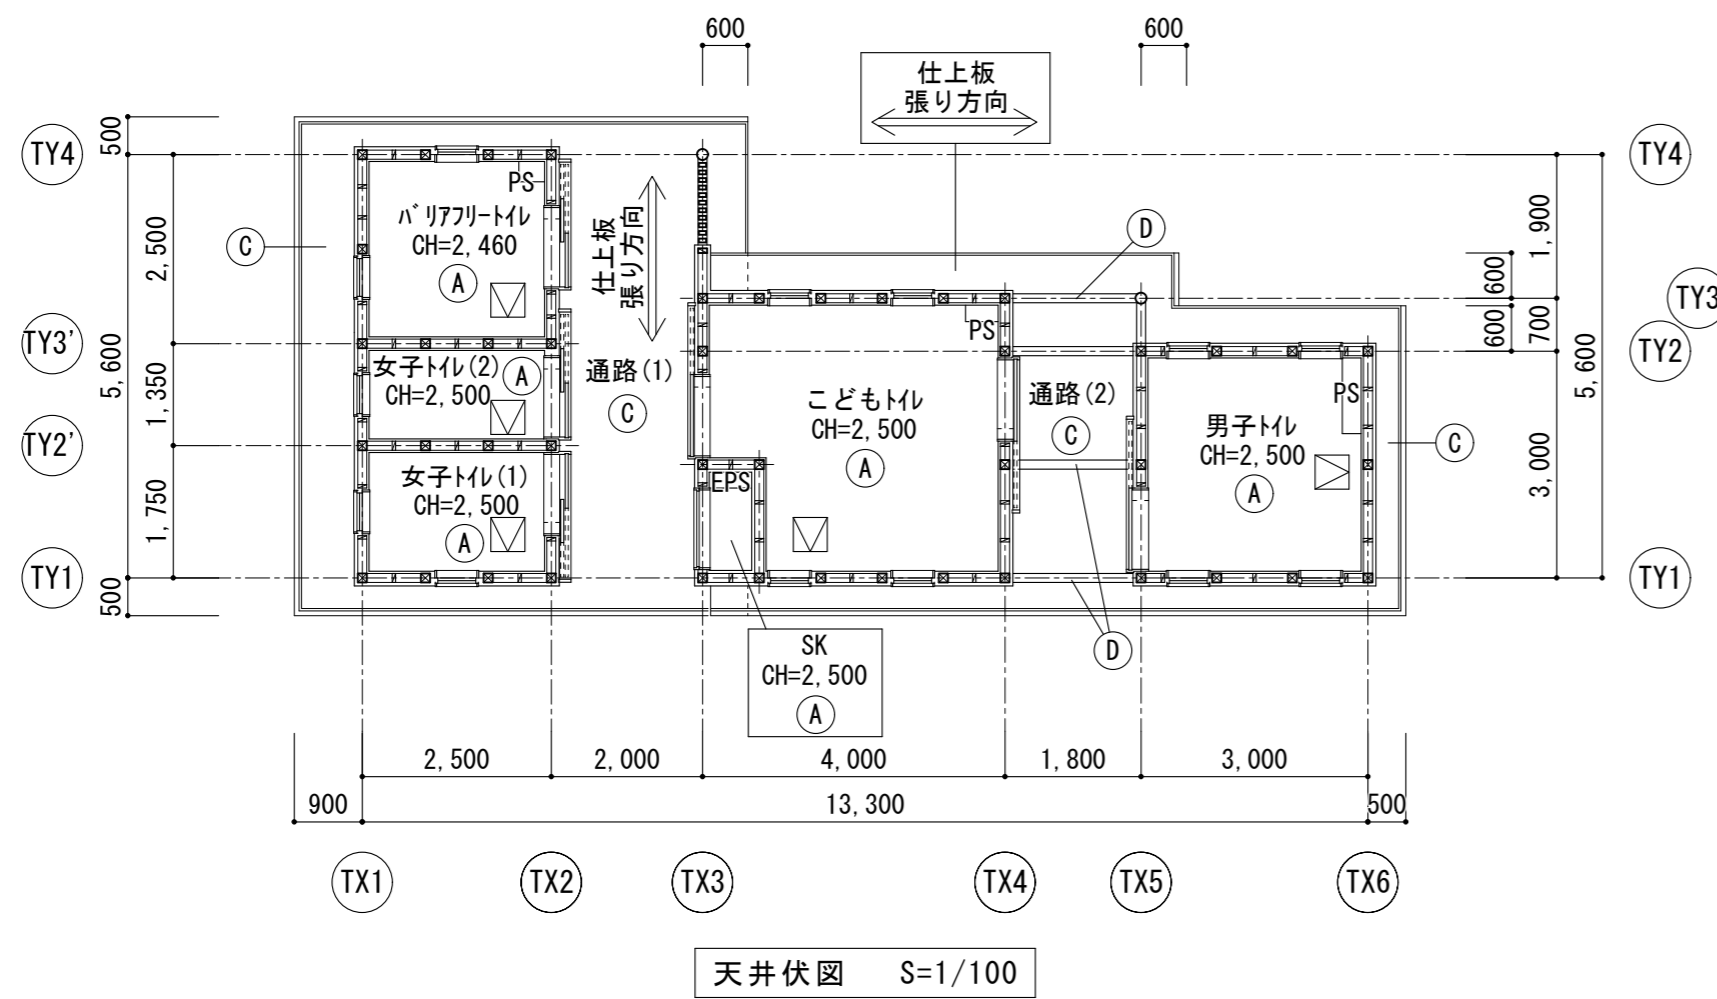 600
600
仕上板
張り方向
500
TY4
TY4
PS
バリアフリートイレ
CH=2,460
A
C
仕上板
張り方向
D
2,500
1,900
600
TY3
700
600
PS
TY3'
TY2
女子トイレ(2)
CH=2,500
A
通路(1)
C
5,600
1,350
5,600
こどもトイレ
CH=2,500
A
通路(2)
C
PS
男子トイレ
CH=2,500
A
C
TY2'
女子トイレ(1)
CH=2,500
A
EPS
1,750
3,000
TY1
TY1
500
SK
CH=2,500
A
D
2,500
2,000
4,000
1,800
3,000
900
13,300
500
TX1
TX2
TX3
TX4
TX5
TX6
天井伏図 S=1/100